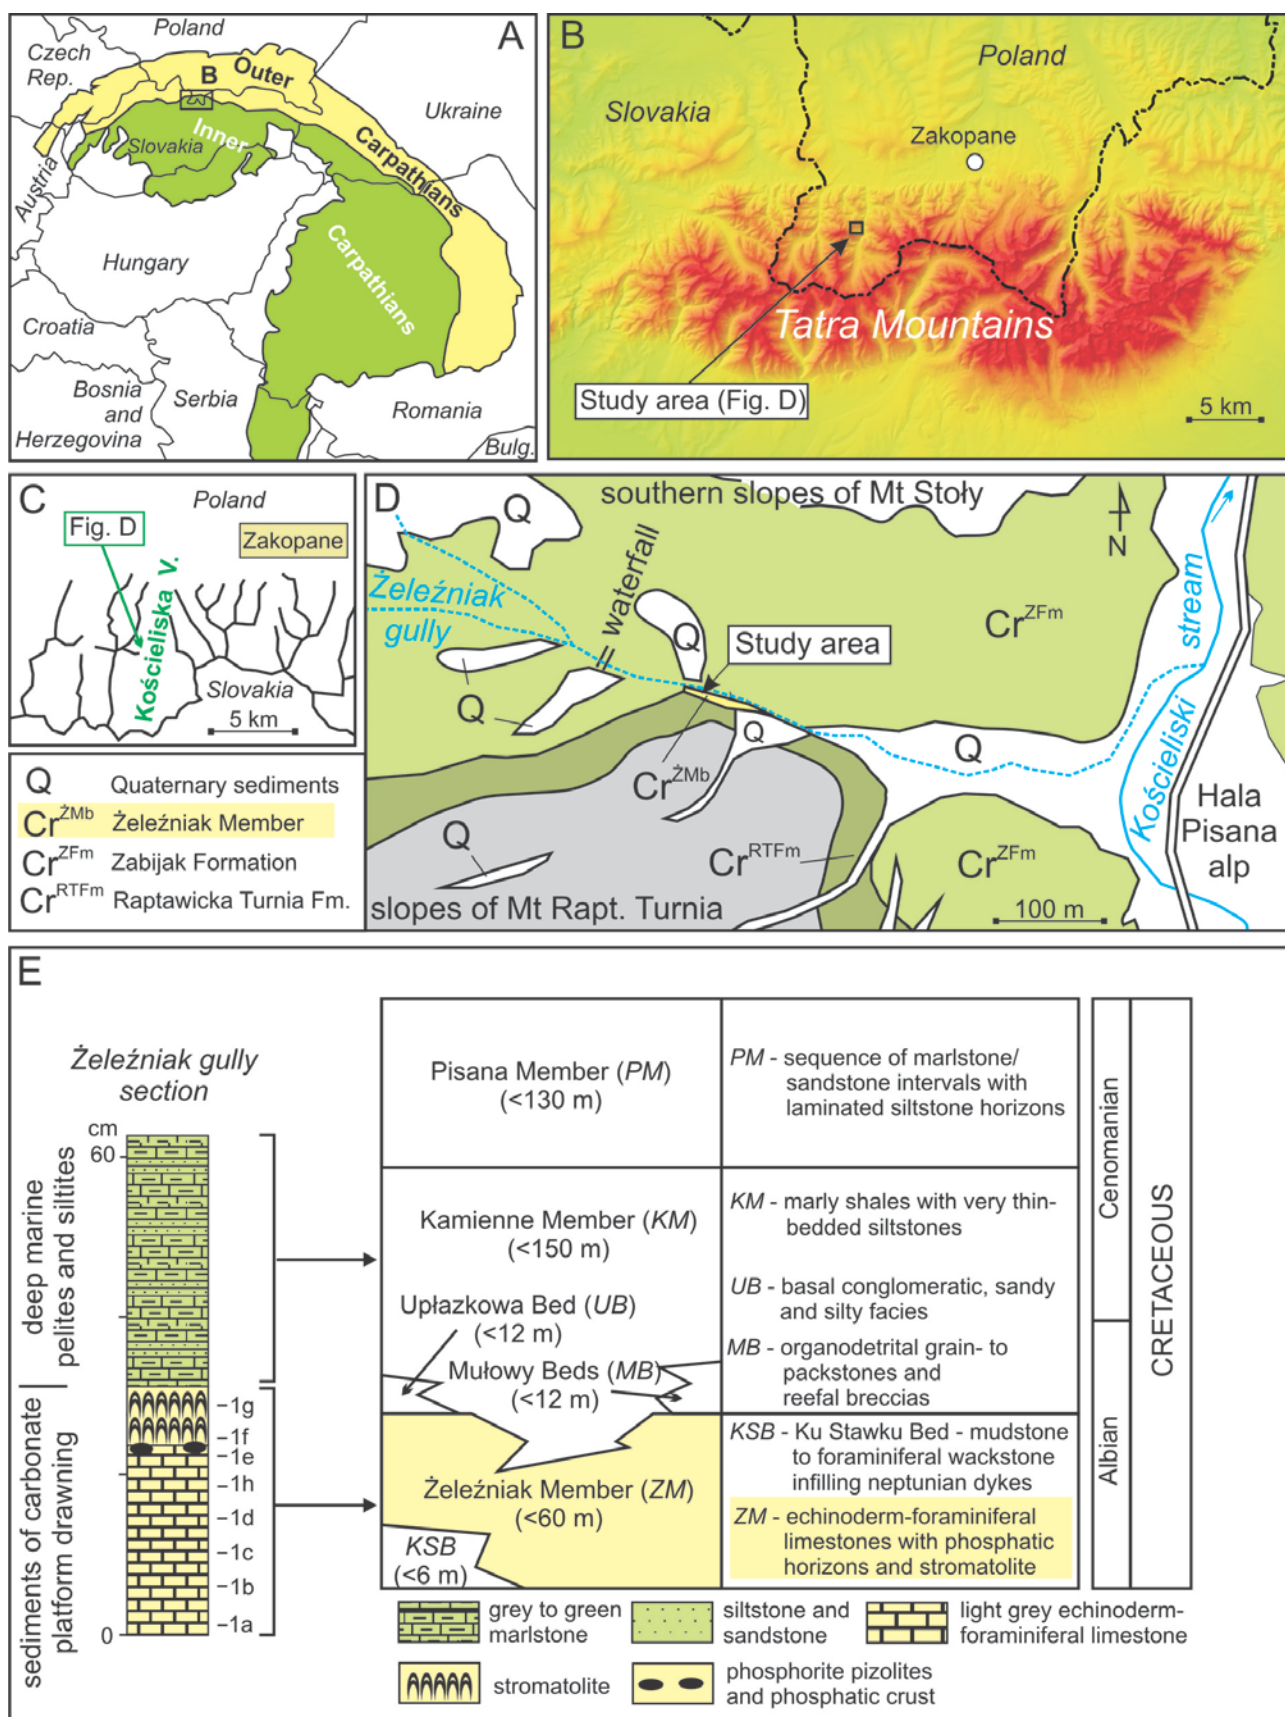 A
Poland
Czech
Rep.
B
Outer
Ukraine
Inner
Slovakia
Carpathians
Austria
Hungary
Carpathians
Croatia
Bosnia
and
Herzegovina
Serbia
Romania
Bulg.
B
Poland
Slovakia
Zakopane
Tatra Mountains
Study area (Fig. D)
5 km
C
Poland
Fig. D
Zakopane
Kościeliska V.
Slovakia
5 km
Q Quaternary sediments
Cr^ŻMb Żeleźniak Member
Cr^ZFm Zabijak Formation
Cr^RTFm Raptawicka Turnia Fm.
D
southern slopes of Mt Stoły
Q
N
waterfall
Żeleźniak
gully
Q
Study area
Cr^ZFm
stream
Q
Q
Q
Cr^ŻMb
Kościeliski
Hala
Pisana
alp
Q
Cr^RTFm
Cr^ZFm
slopes of Mt Rapt. Turnia
100 m
E
Żeleźniak gully
section
cm
60
0
deep marine
pelites and siltites
sediments of carbonate
platform drawning
1g
1f
1e
1h
1d
1c
1b
1a
Pisana Member (PM)
(<130 m)
Kamienne Member (KM)
(<150 m)
Upłazkowa Bed (UB)
(<12 m)
Mułowy Beds (MB)
(<12 m)
Żeleźniak Member (ZM)
(<60 m)
KSB
(<6 m)
PM - sequence of marlstone/
sandstone intervals with
laminated siltstone horizons
KM - marly shales with very thin-
bedded siltstones
UB - basal conglomeratic, sandy
and silty facies
MB - organodetrital grain- to
packstones and
reefal breccias
KSB - Ku Stawku Bed - mudstone
to foraminiferal wackstone
infilling neptunian dykes
ZM - echinoderm-foraminiferal
limestones with phosphatic
horizons and stromatolite
Cenomanian
Albian
CRETACEOUS
grey to green
marlstone
siltstone and
sandstone
light grey echinoderm-
foraminiferal limestone
stromatolite
phosphorite pizolites
and phosphatic crust